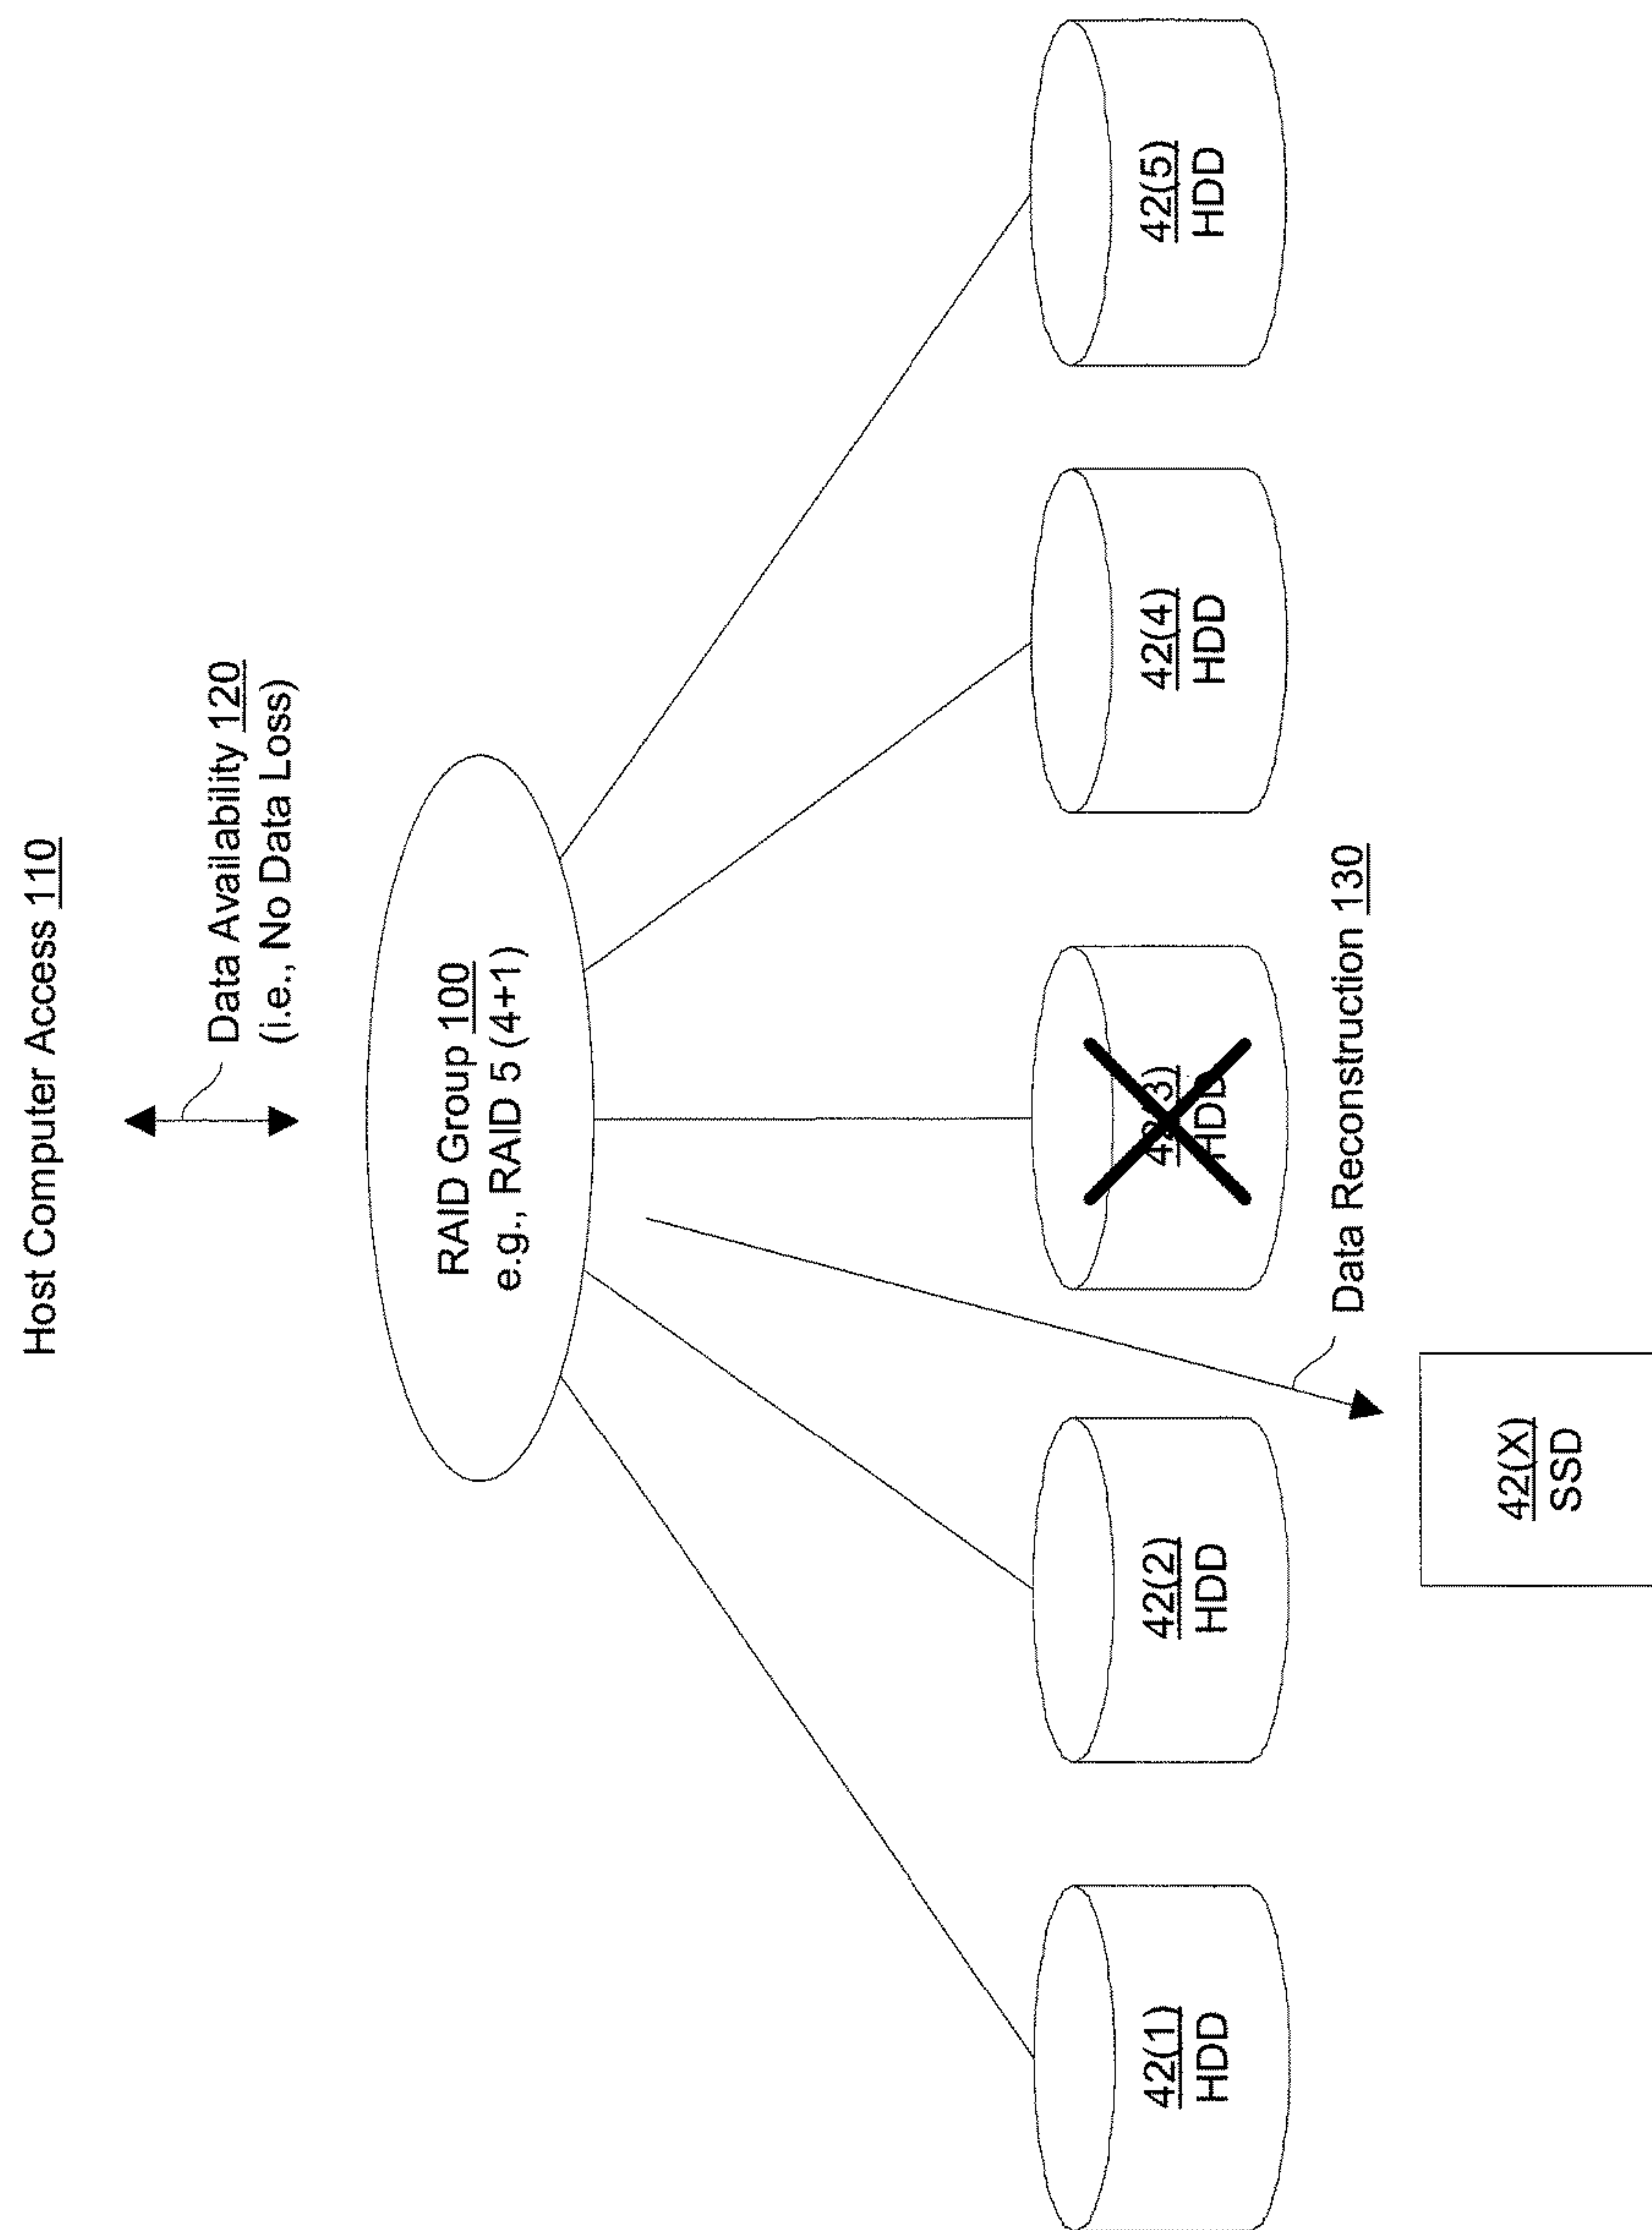 Host Computer Access 110
Data Availability 120
(i.e., No Data Loss)
RAID Group 100
e.g., RAID 5 (4+1)
42(1)
HDD
42(2)
HDD
HDD
42(4)
HDD
42(5)
HDD
Data Reconstruction 130
42(X)
SSD